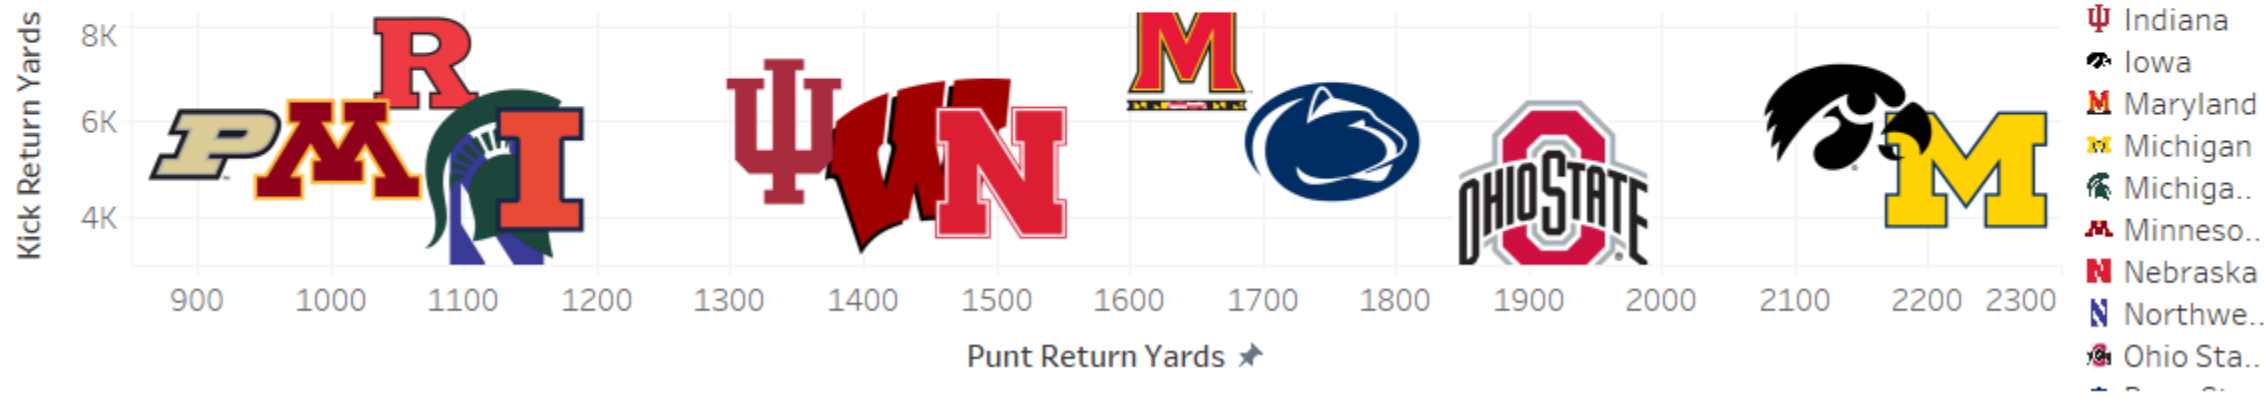 Kick Return Yards
8K
6K
4K
900 1000 1100 1200 1300 1400 1500 1600 1700 1800 1900 2000 2100 2200 2300
Punt Return Yards
P
M
R
I
W
N
M
OHIO STATE
M
Indiana
Iowa
Maryland
Michigan
Michiga..
Minneso..
Nebraska
Northwe..
Ohio Sta..